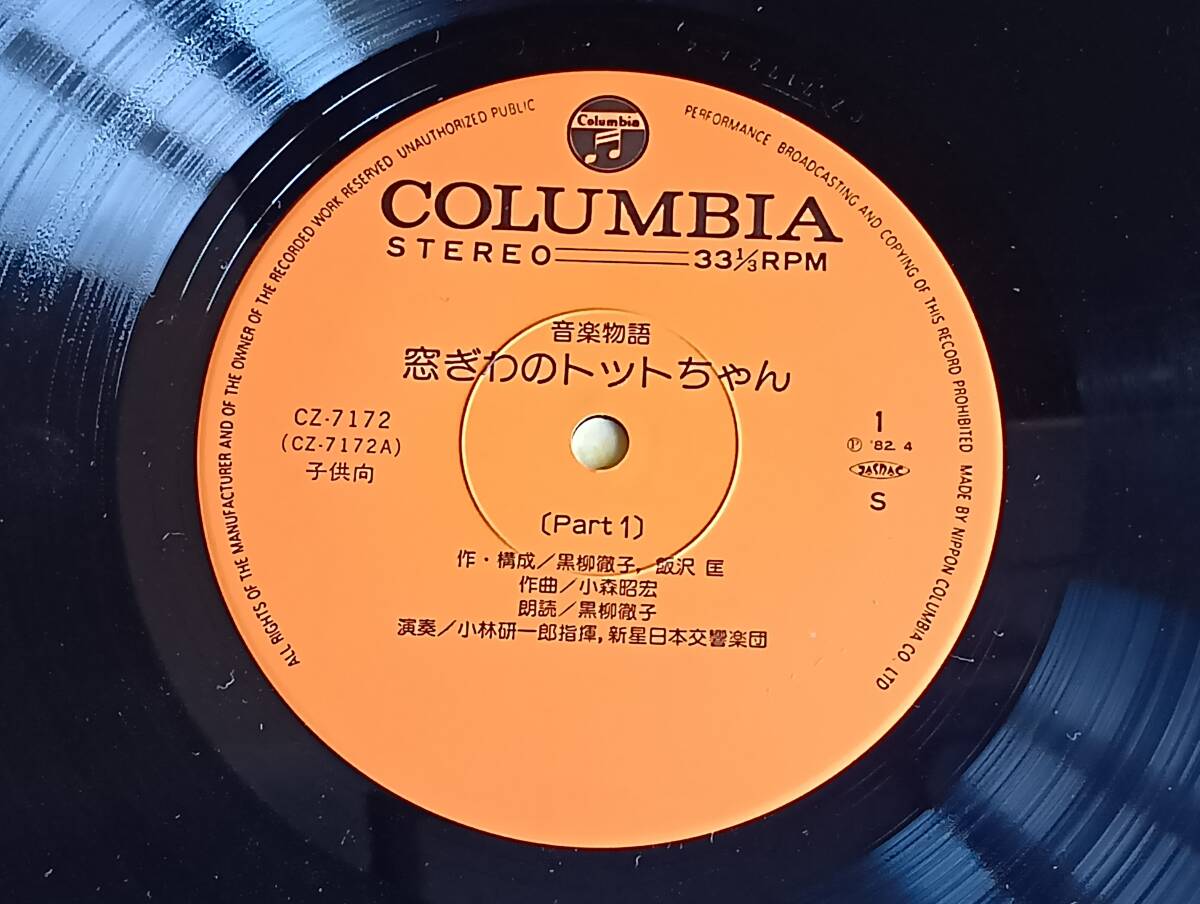 Columbia
COLUMBIA
STEREO 33⅓RPM
音楽物語
窓ぎわのトットちゃん
CZ-7172
(CZ-7172A)
子供向
1
Ⓟ '82.4
JASRAC
S
〔Part 1〕
作・構成/黒柳徹子,飯沢 匡
作曲/小森昭宏
朗読/黒柳徹子
演奏/小林研一郎指揮,新星日本交響楽団
ALL RIGHTS OF THE MANUFACTURER AND OF THE OWNER OF THE RECORDED WORK RESERVED UNAUTHORIZED PUBLIC PERFORMANCE BROADCASTING AND COPYING OF THIS RECORD PROHIBITED MADE BY NIPPON COLUMBIA CO. LTD